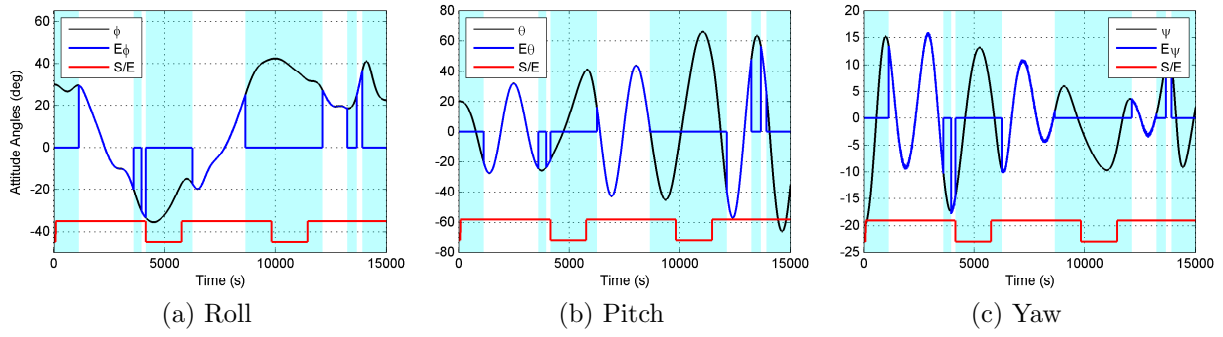 60
40
20
0
-20
-40
Attitude Angles (deg)
ϕ
Eϕ
S/E
0 5000 10000 15000
Time (s)
(a) Roll
80
60
40
20
0
-20
-40
-60
-80
θ
Eθ
S/E
0 5000 10000 15000
Time (s)
(b) Pitch
20
15
10
5
0
-5
-10
-15
-20
-25
ψ
Eψ
S/E
0 5000 10000 15000
Time (s)
(c) Yaw